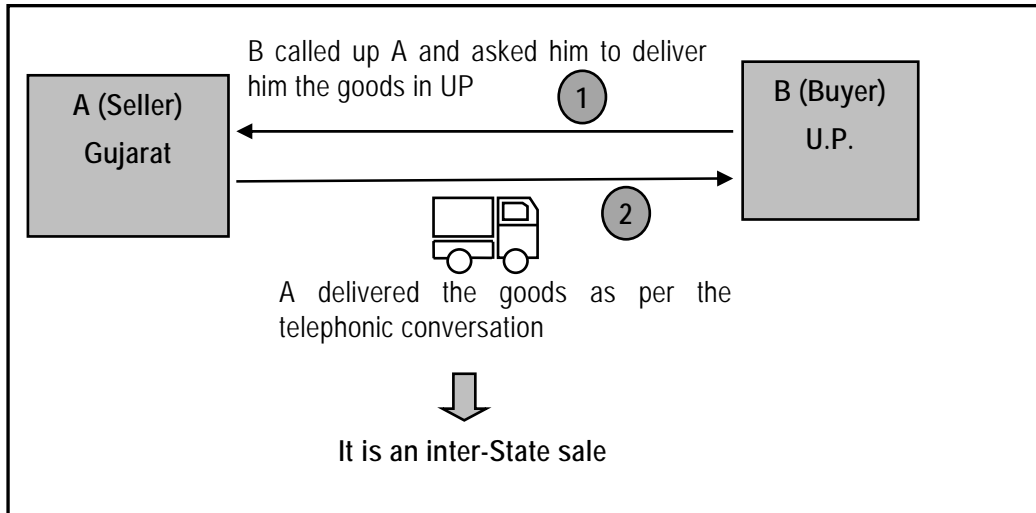 B called up A and asked him to deliver
him the goods in UP
1
A (Seller)
Gujarat
B (Buyer)
U.P.
2
A delivered the goods as per the
telephonic conversation
It is an inter-State sale